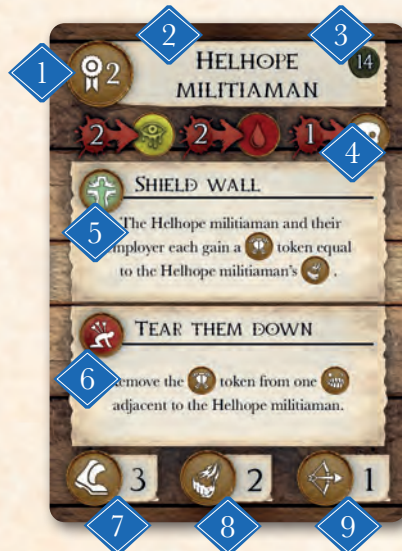 2
3
1
2
HELHOPE
14
MILITIAMAN
2 2 1
4
SHIELD WALL
5
The Helhope militiaman and their
each gain a token equal
to the Helhope militiaman's .
TEAR THEM DOWN
6
the token from one
adjacent to the Helhope militiaman.
3 2 1
7 8 9